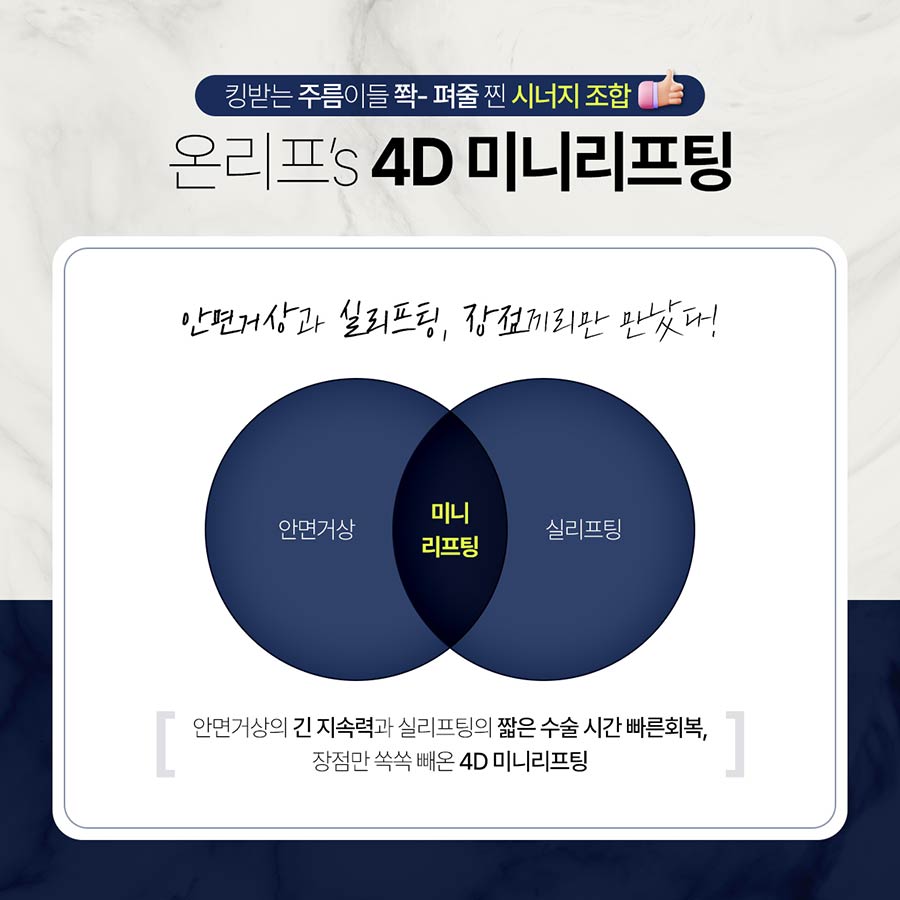 킹받는 주름이들 쫙- 펴줄 찐 시너지 조합
온리프's 4D 미니리프팅
안면거상과 실리프팅, 장점끼리만 만났다!
안면거상
미니
리프팅
실리프팅
안면거상의 긴 지속력과 실리프팅의 짧은 수술 시간 빠른회복,
장점만 쏙쏙 빼온 4D 미니리프팅